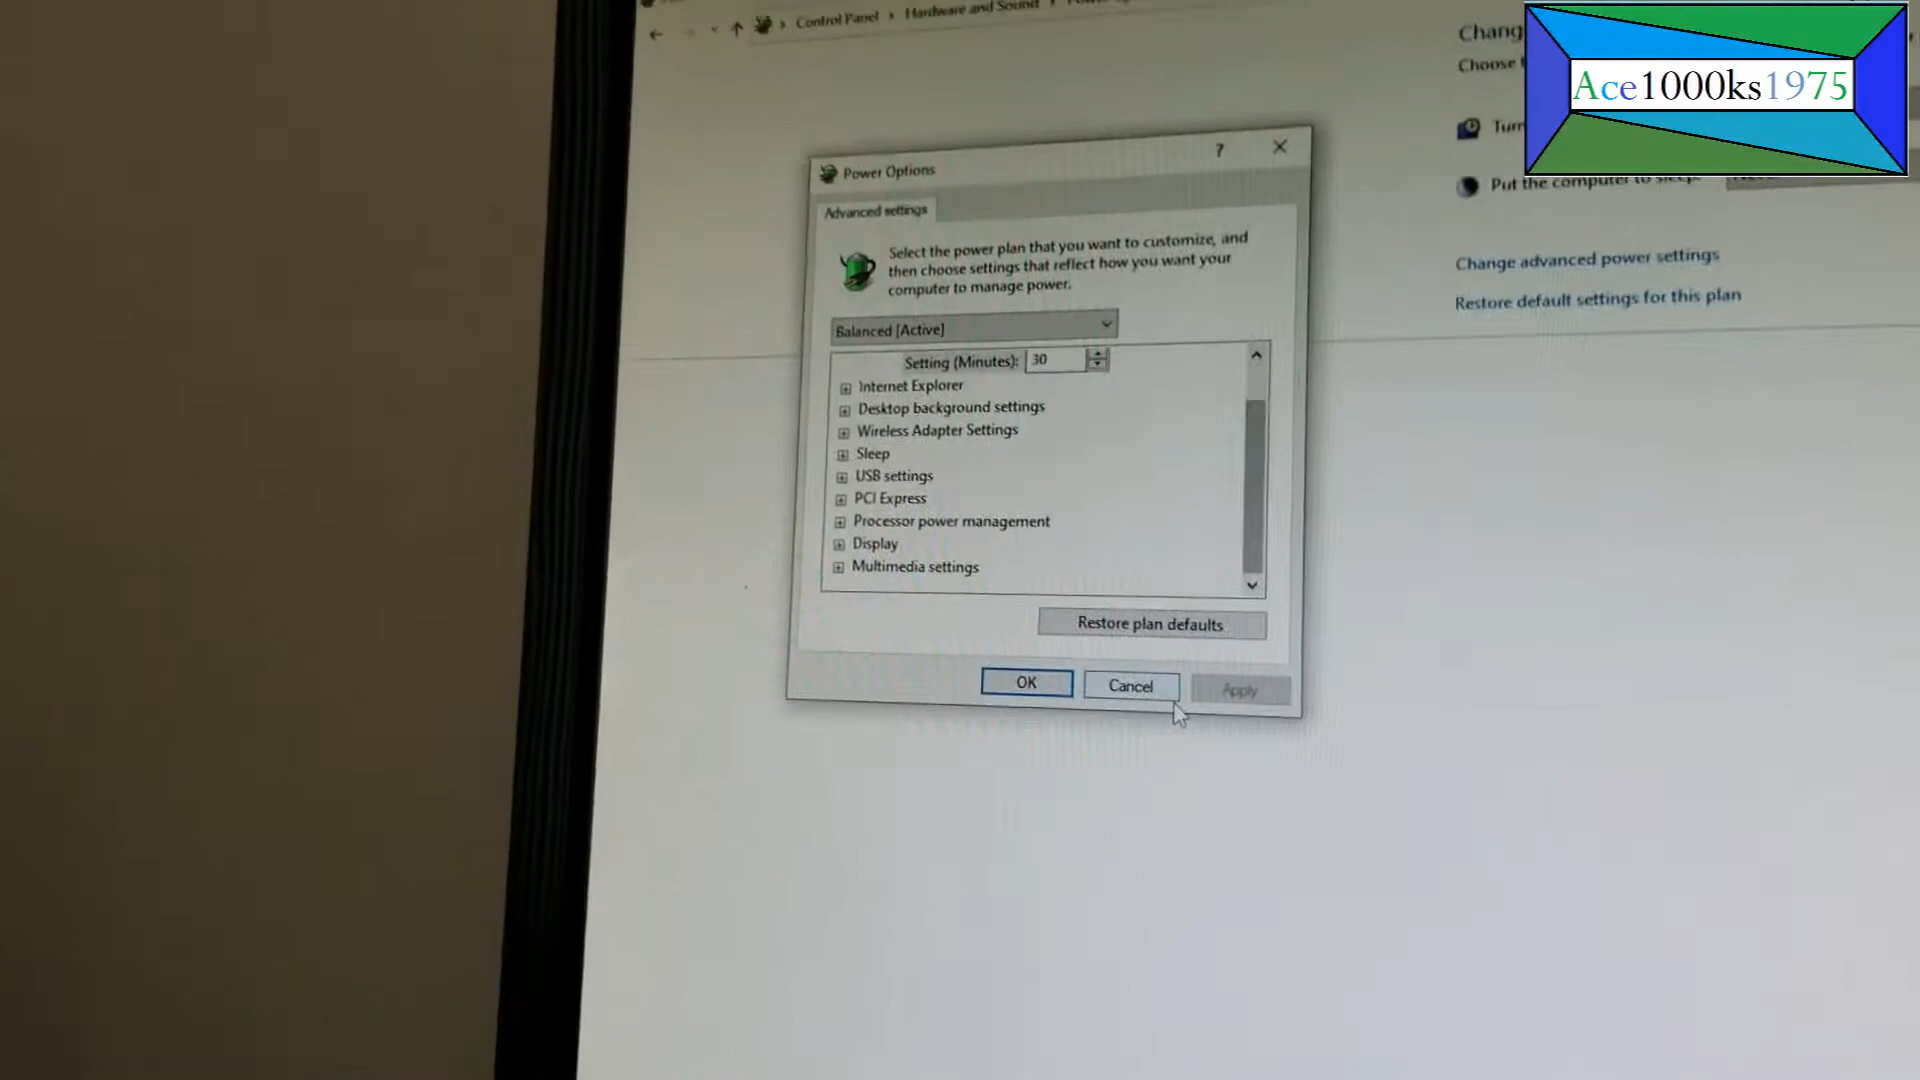 Control Panel > Hardware and Sound >
Chang
Choose
Ace1000ks1975
Turn
Put the computer to sleep:
Change advanced power settings
Restore default settings for this plan
Power Options
?
Advanced settings
Select the power plan that you want to customize, and
then choose settings that reflect how you want your
computer to manage power.
Balanced [Active]
Setting (Minutes): 30
Internet Explorer
Desktop background settings
Wireless Adapter Settings
Sleep
USB settings
PCI Express
Processor power management
Display
Multimedia settings
Restore plan defaults
OK
Cancel
Apply